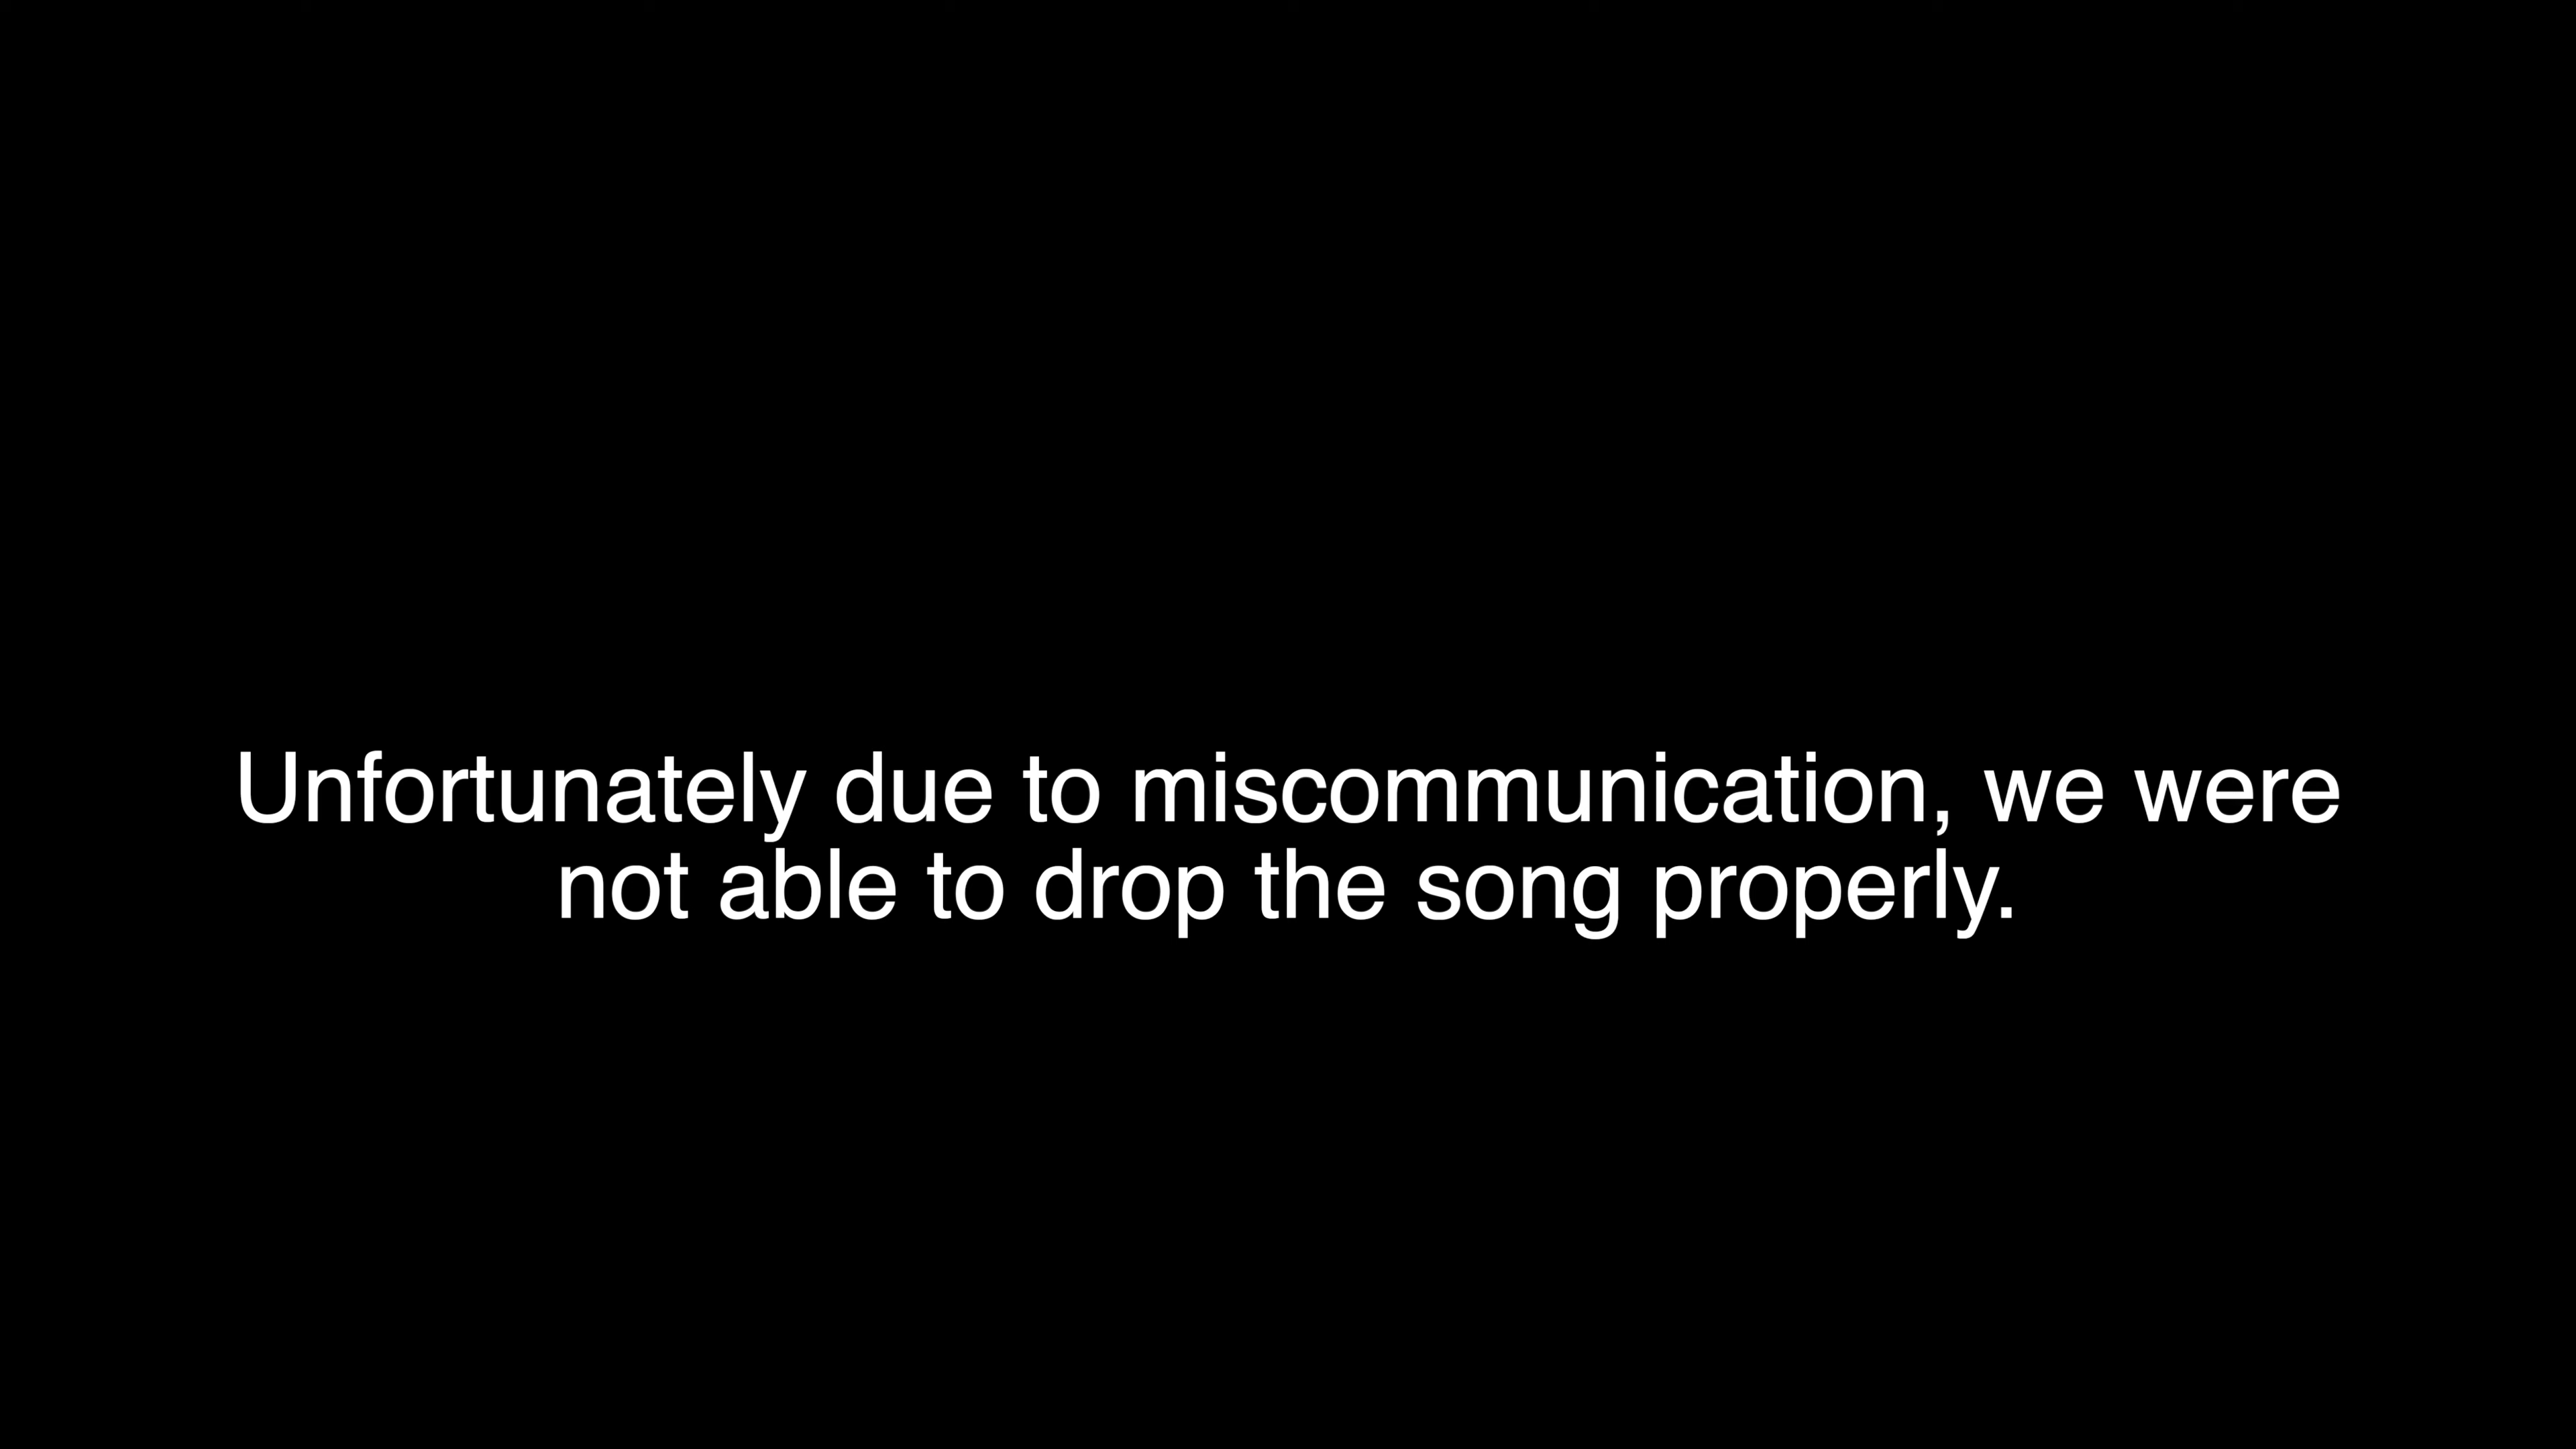 Unfortunately due to miscommunication, we were
not able to drop the song properly.